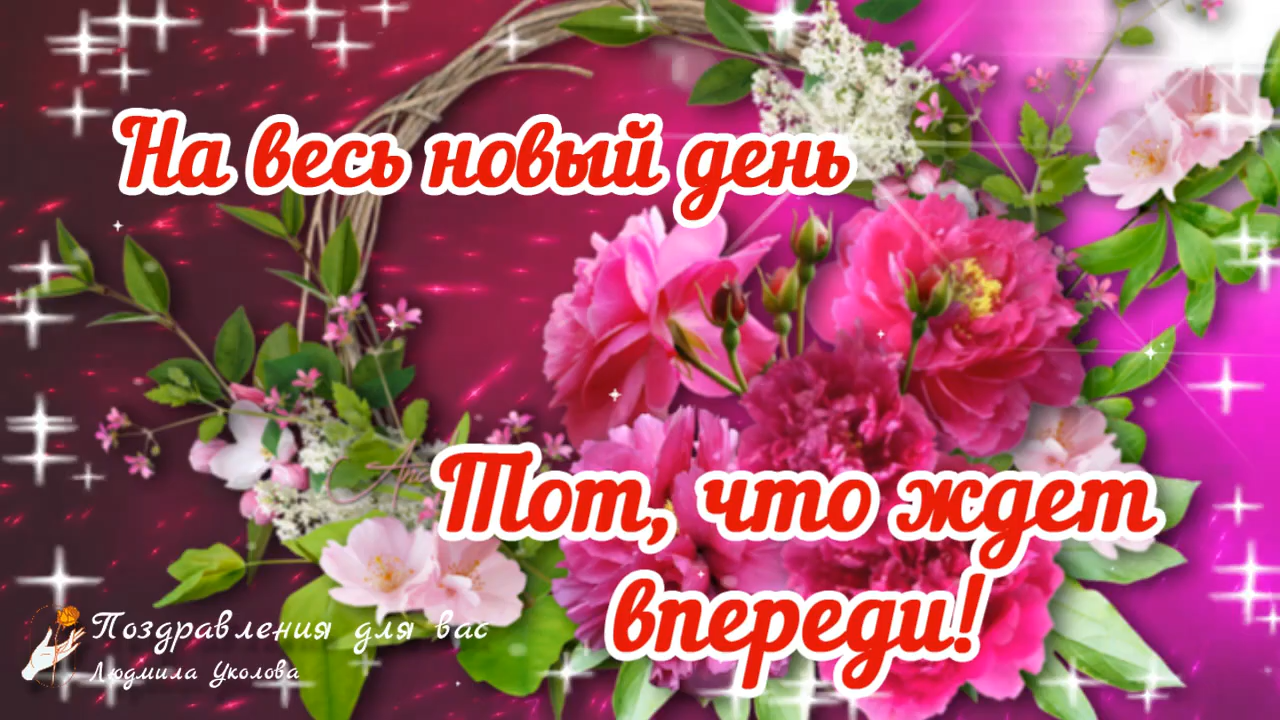 На весь новый день
Тот, что ждет
впереди!
Поздравления для вас
Людмила Уколова